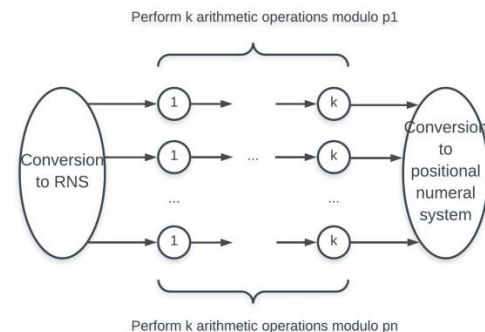 Perform k arithmetic operations modulo p1
1
k
Conversion
to RNS
1
...
k
Conversion
to
positional
numeral
system
...
...
1
k
Perform k arithmetic operations modulo pn